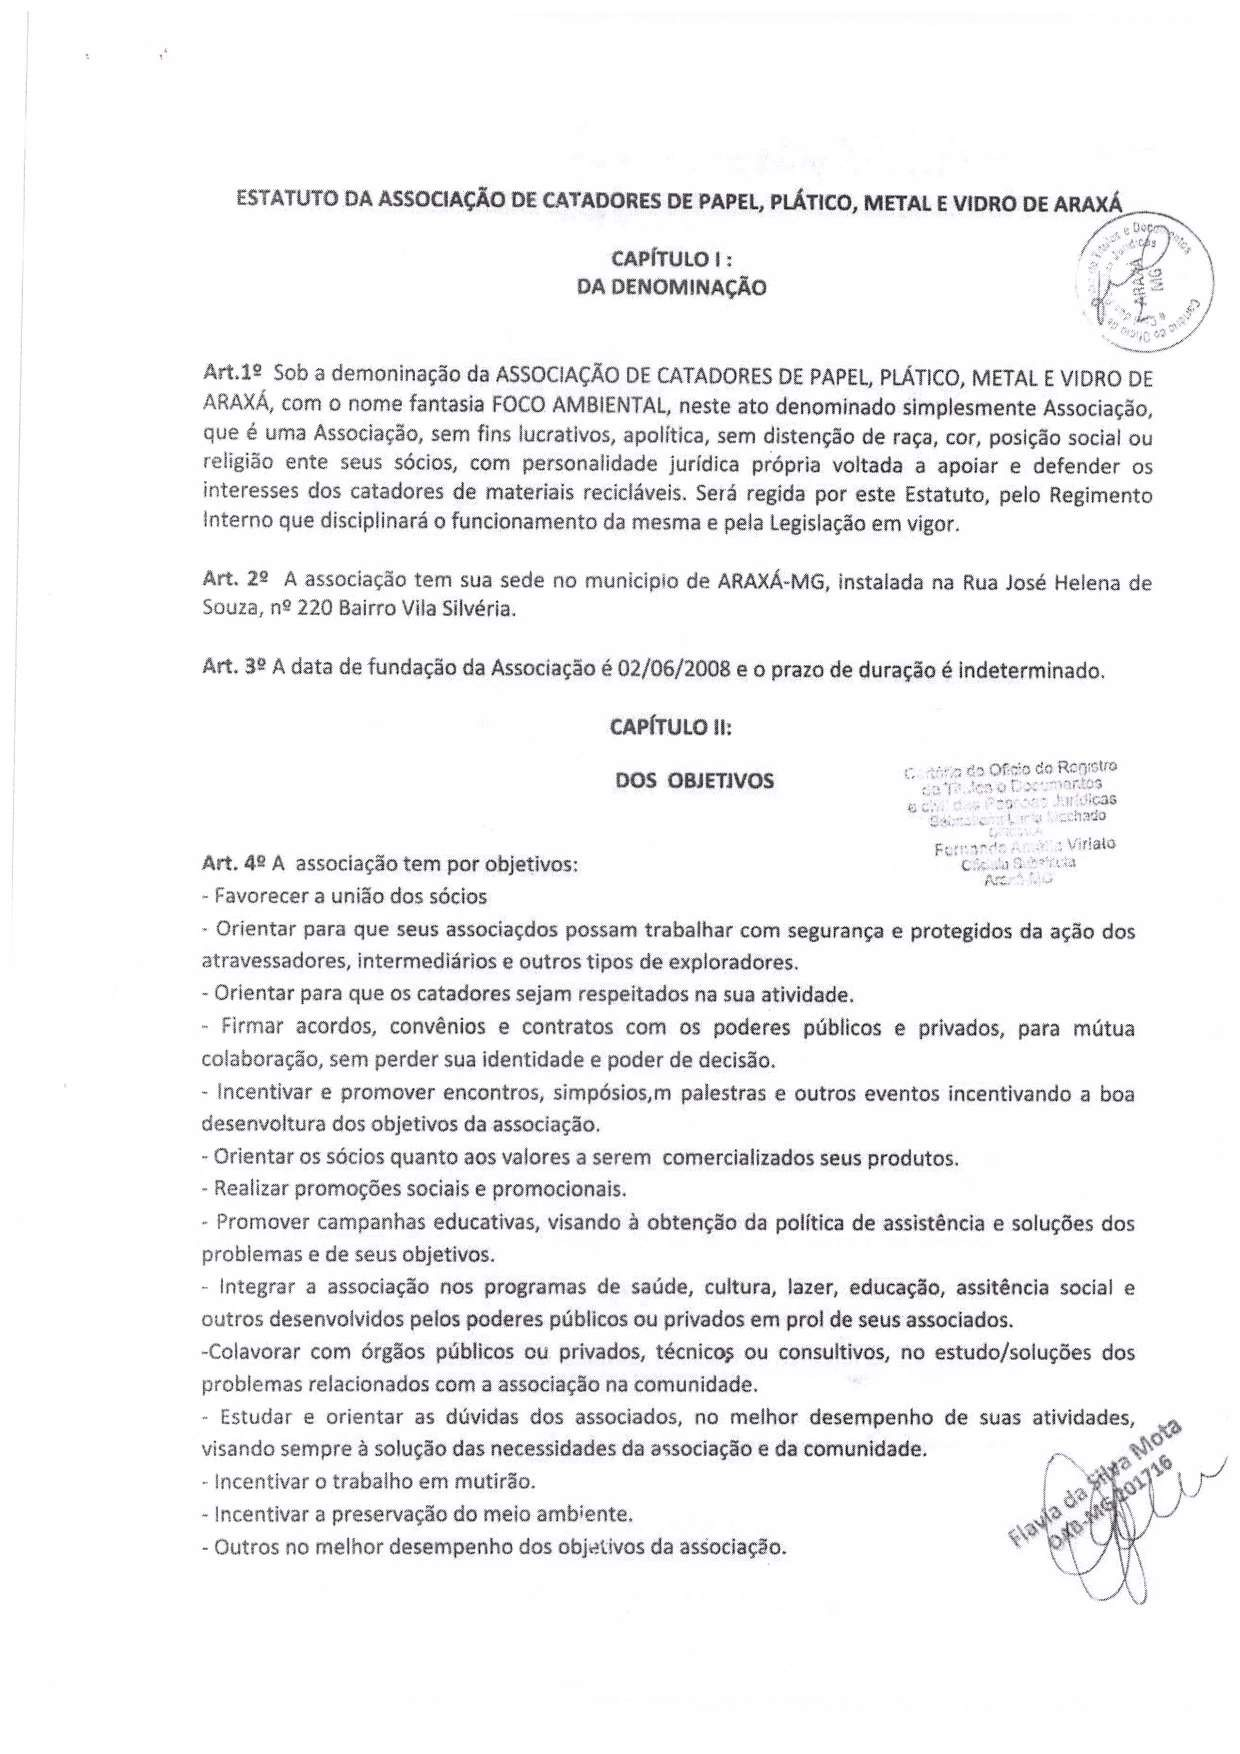 ESTATUTO DA ASSOCIAÇÃO DE CATADORES DE PAPEL, PLÁTICO, METAL E VIDRO DE ARAXÁ
CAPÍTULO I :
DA DENOMINAÇÃO
ARAXÁ
MG
Art.1º Sob a demoninação da ASSOCIAÇÃO DE CATADORES DE PAPEL, PLÁTICO, METAL E VIDRO DE
ARAXÁ, com o nome fantasia FOCO AMBIENTAL, neste ato denominado simplesmente Associação,
que é uma Associação, sem fins lucrativos, apolítica, sem distenção de raça, cor, posição social ou
religião ente seus sócios, com personalidade jurídica própria voltada a apoiar e defender os
interesses dos catadores de materiais recicláveis. Será regida por este Estatuto, pelo Regimento
Interno que disciplinará o funcionamento da mesma e pela Legislação em vigor.
Art. 2º A associação tem sua sede no municipio de ARAXÁ-MG, instalada na Rua José Helena de
Souza, nº 220 Bairro Vila Silvéria.
Art. 3º A data de fundação da Associação é 02/06/2008 e o prazo de duração é indeterminado.
CAPÍTULO II:
DOS OBJETIVOS
do Oficio do Registro
Jurídicas
Machado
Viriato
Art. 4º A associação tem por objetivos:
- Favorecer a união dos sócios
- Orientar para que seus associaçdos possam trabalhar com segurança e protegidos da ação dos
atravessadores, intermediários e outros tipos de exploradores.
- Orientar para que os catadores sejam respeitados na sua atividade.
- Firmar acordos, convênios e contratos com os poderes públicos e privados, para mútua
colaboração, sem perder sua identidade e poder de decisão.
- Incentivar e promover encontros, simpósios,m palestras e outros eventos incentivando a boa
desenvoltura dos objetivos da associação.
- Orientar os sócios quanto aos valores a serem comercializados seus produtos.
- Realizar promoções sociais e promocionais.
- Promover campanhas educativas, visando à obtenção da política de assistência e soluções dos
problemas e de seus objetivos.
- Integrar a associação nos programas de saúde, cultura, lazer, educação, assitência social e
outros desenvolvidos pelos poderes públicos ou privados em prol de seus associados.
-Colavorar com órgãos públicos ou privados, técnicos ou consultivos, no estudo/soluções dos
problemas relacionados com a associação na comunidade.
- Estudar e orientar as dúvidas dos associados, no melhor desempenho de suas atividades,
visando sempre à solução das necessidades da associação e da comunidade.
- Incentivar o trabalho em mutirão.
- Incentivar a preservação do meio ambiente.
- Outros no melhor desempenho dos objetivos da associação.
Flavia da Silva Mota
OAB-MG 201716